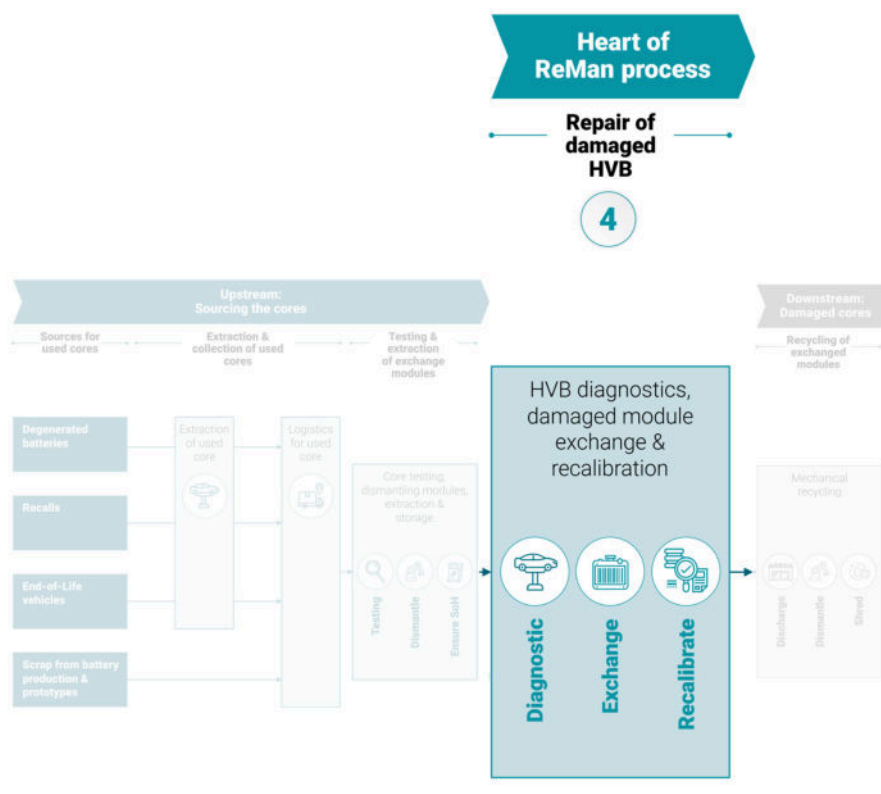 Heart of
ReMan process
Repair of
damaged
HVB
4
Upstream:
Sourcing the cores
Downstream:
Damaged cores
Sources for
used cores
Extraction &
collection of used
cores
Testing &
extraction
of exchange
modules
Recycling of
exchanged
modules
Degenerated
batteries
Recalls
End-of-Life
vehicles
Scrap from battery
production &
prototypes
Extraction
of used
core
Logistics
for used
core
Core testing,
dismantling modules,
extraction &
storage
Testing
Dismantle
Ensure SoH
HVB diagnostics,
damaged module
exchange &
recalibration
Diagnostic
Exchange
Recalibrate
Mechanical
recycling
Discharge
Dismantle
Shred